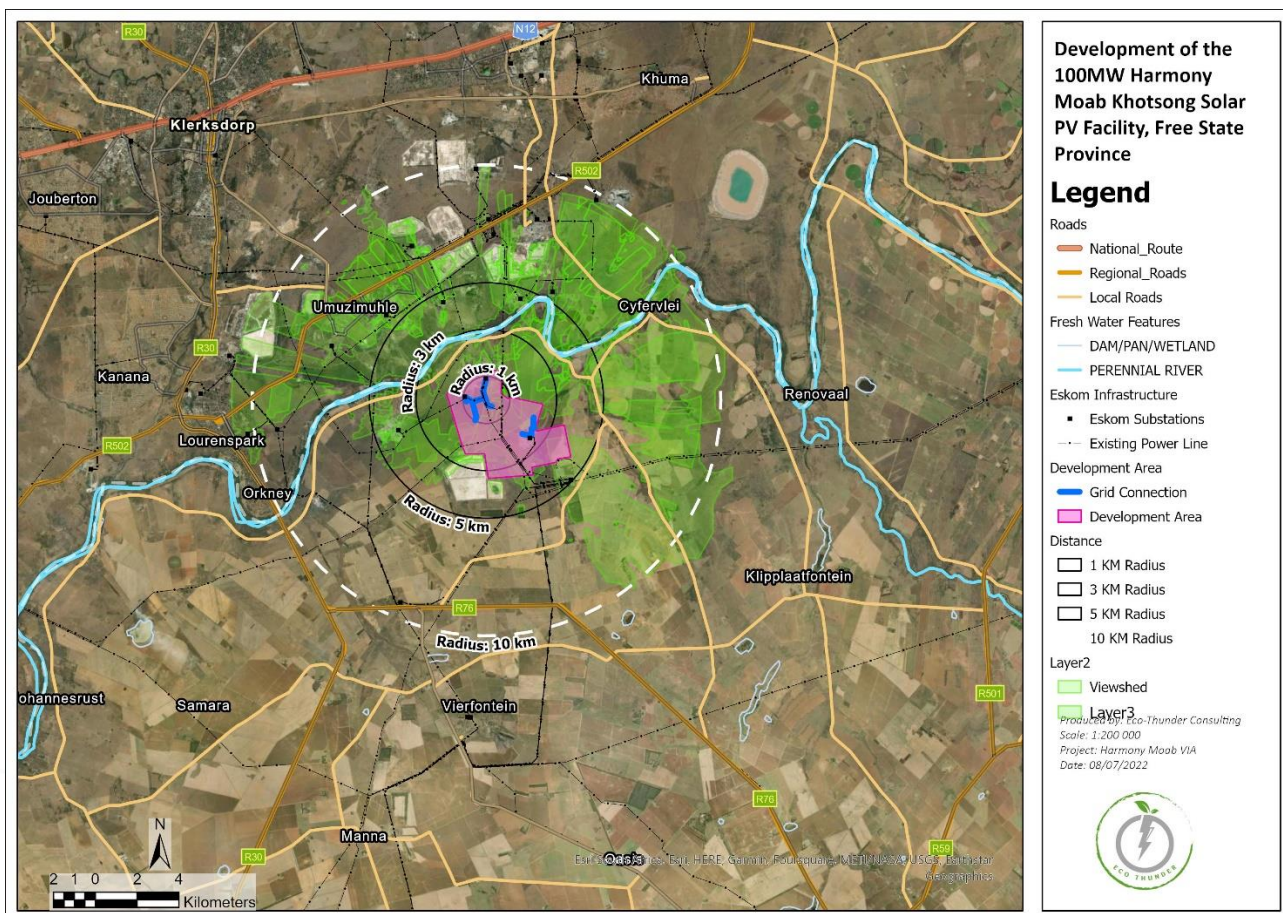 N12
R30
Khuma
Klerksdorp
R502
Jouberton
Umuzimuhle
Cyfervlei
R30
Radius: 3 km
Radius: 1 km
Kanana
Renovaal
Lourenspark
R502
Orkney
Radius: 5 km
Klipplaatfontein
R76
Radius: 10 km
ohannesrust
Samara
Vierfontein
R501
R76
Manna
R30
Oasis
R59
N
2 1 0 2 4
Kilometers
Geographics
Development of the
100MW Harmony
Moab Khotsong Solar
PV Facility, Free State
Province
Legend
Roads
National_Route
Regional_Roads
Local Roads
Fresh Water Features
DAM/PAN/WETLAND
PERENNIAL RIVER
Eskom Infrastructure
Eskom Substations
Existing Power Line
Development Area
Grid Connection
Development Area
Distance
1 KM Radius
3 KM Radius
5 KM Radius
10 KM Radius
Layer2
Viewshed
Layer3
Produced by: Eco-Thunder Consulting
Scale: 1:200 000
Project: Harmony Moab VIA
Date: 08/07/2022
ECO THUNDER